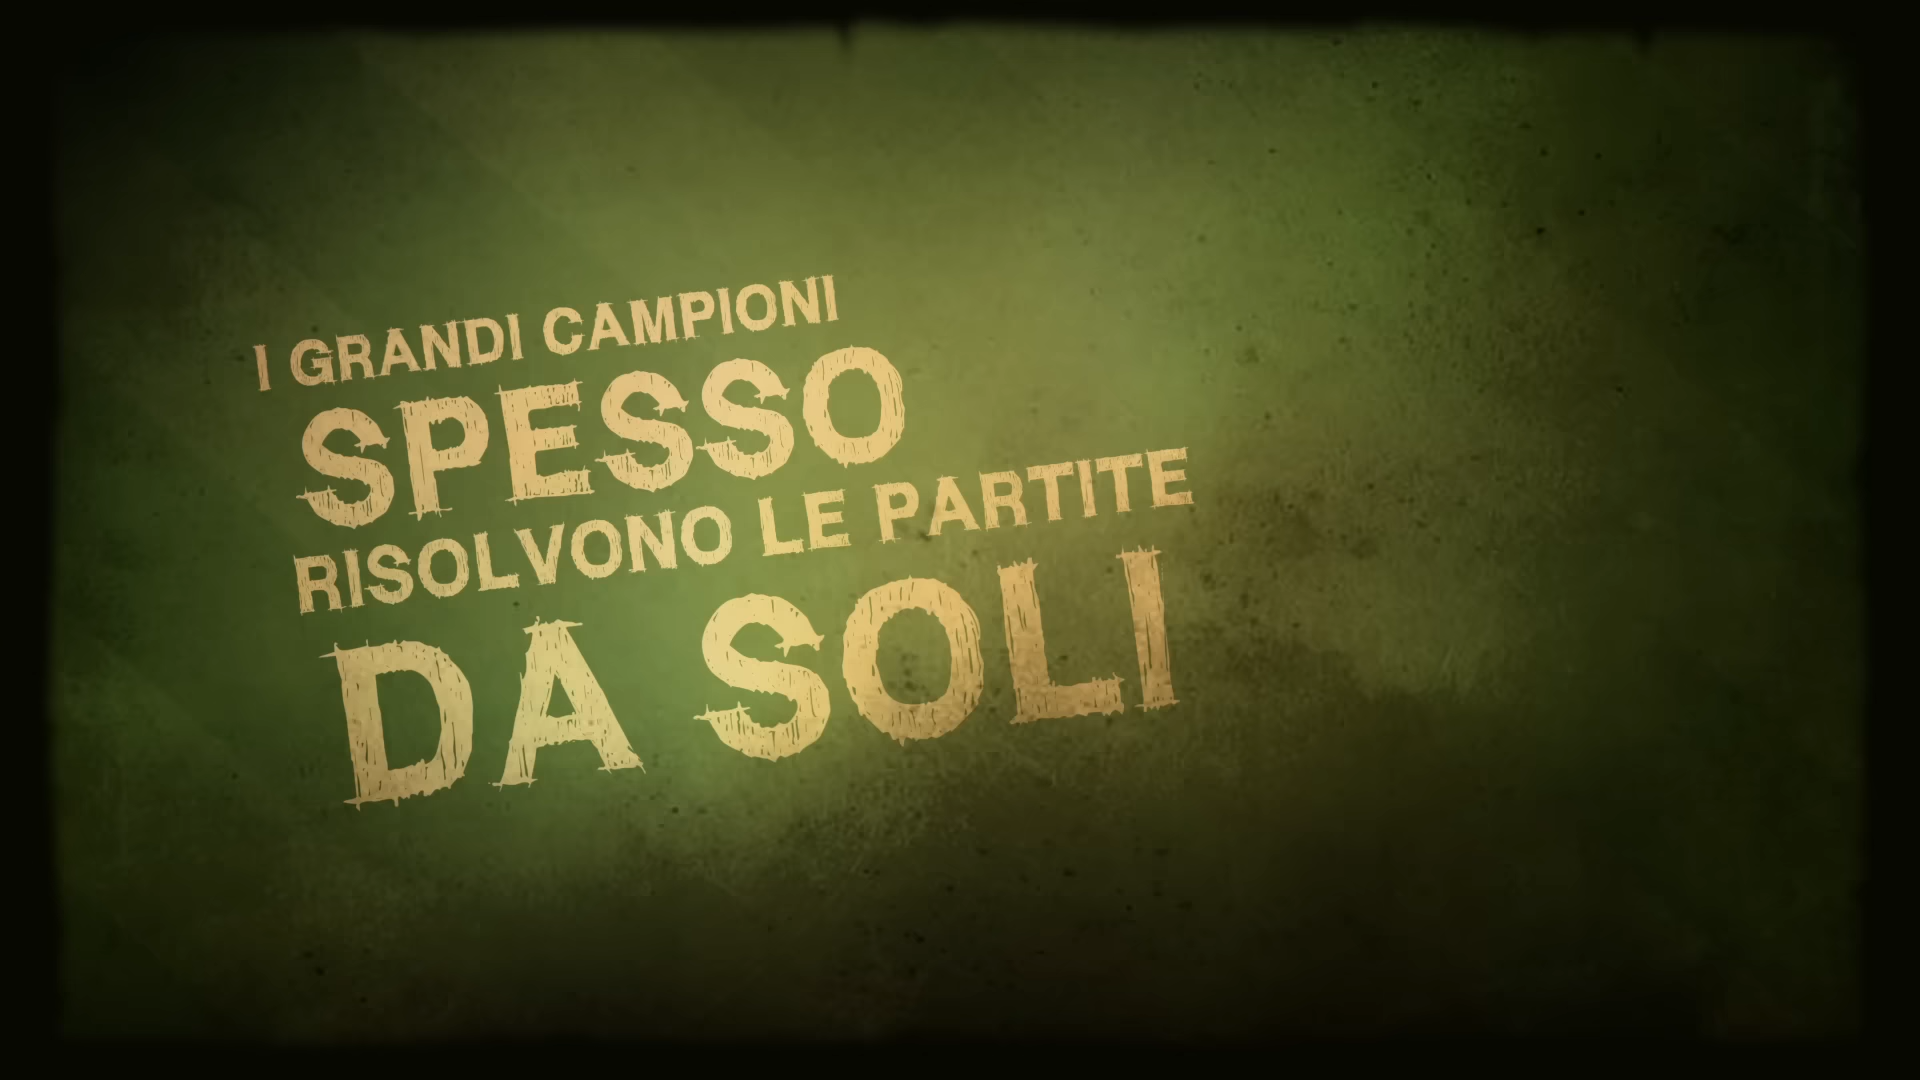 I GRANDI CAMPIONI
SPESSO
RISOLVONO LE PARTITE
DA SOLI